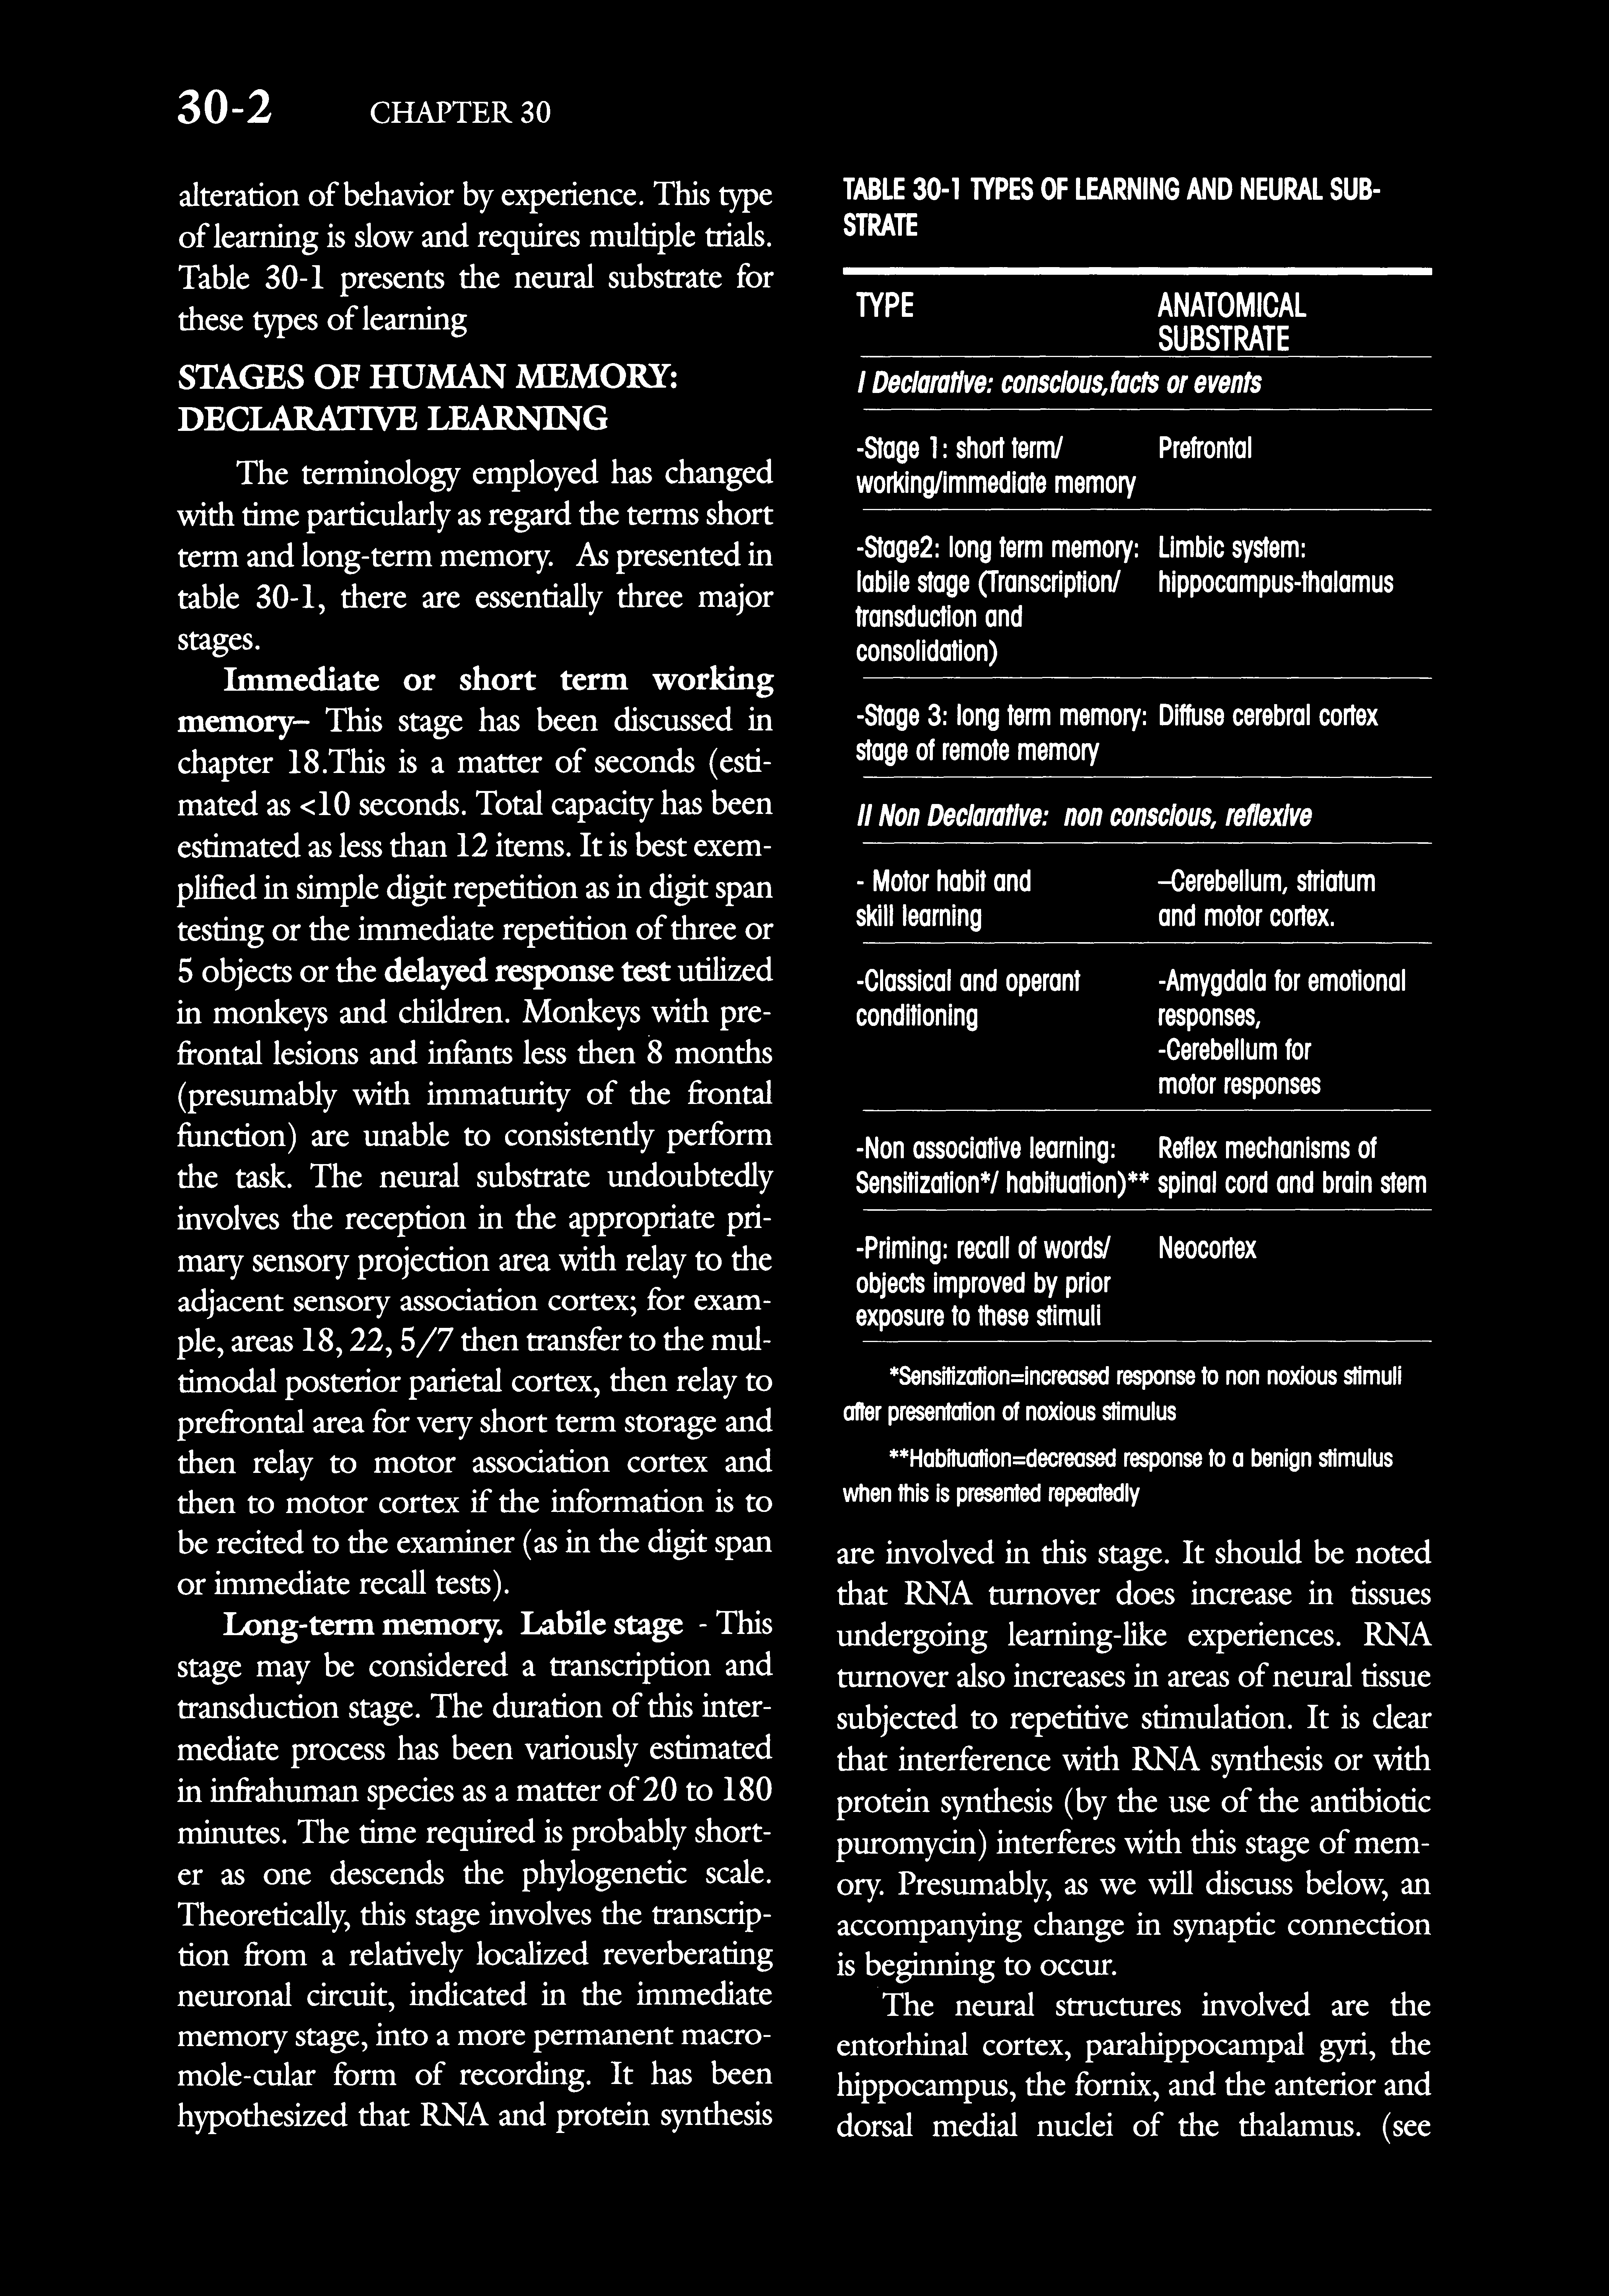 30-2 CHAPTER 30
alteration of behavior by experience. This type
of learning is slow and requires multiple trials.
Table 30-1 presents the neural substrate for
these types of learning
STAGES OF HUMAN MEMORY:
DECLARATIVE LEARNING
The terminology employed has changed
with time particularly as regard the terms short
term and long-term memory. As presented in
table 30-1, there are essentially three major
stages.
Immediate or short term working
memory– This stage has been discussed in
chapter 18.This is a matter of seconds (esti-
mated as <10 seconds. Total capacity has been
estimated as less than 12 items. It is best exem-
plified in simple digit repetition as in digit span
testing or the immediate repetition of three or
5 objects or the delayed response test utilized
in monkeys and children. Monkeys with pre-
frontal lesions and infants less then 8 months
(presumably with immaturity of the frontal
function) are unable to consistently perform
the task. The neural substrate undoubtedly
involves the reception in the appropriate pri-
mary sensory projection area with relay to the
adjacent sensory association cortex; for exam-
ple, areas 18, 22, 5/7 then transfer to the mul-
timodal posterior parietal cortex, then relay to
prefrontal area for very short term storage and
then relay to motor association cortex and
then to motor cortex if the information is to
be recited to the examiner (as in the digit span
or immediate recall tests).
Long-term memory. Labile stage - This
stage may be considered a transcription and
transduction stage. The duration of this inter-
mediate process has been variously estimated
in infrahuman species as a matter of 20 to 180
minutes. The time required is probably short-
er as one descends the phylogenetic scale.
Theoretically, this stage involves the transcrip-
tion from a relatively localized reverberating
neuronal circuit, indicated in the immediate
memory stage, into a more permanent macro-
mole-cular form of recording. It has been
hypothesized that RNA and protein synthesis
TABLE 30-1 TYPES OF LEARNING AND NEURAL SUB-
STRATE
TYPE ANATOMICAL
SUBSTRATE
I Declarative: conscious,facts or events
-Stage 1: short term/ Prefrontal
working/immediate memory
-Stage2: long term memory: Limbic system:
labile stage (Transcription/ hippocampus-thalamus
transduction and
consolidation)
-Stage 3: long term memory: Diffuse cerebral cortex
stage of remote memory
II Non Declarative: non conscious, reflexive
- Motor habit and –Cerebellum, striatum
skill learning and motor cortex.
-Classical and operant -Amygdala for emotional
conditioning responses,
-Cerebellum for
motor responses
-Non associative learning: Reflex mechanisms of
Sensitization*/ habituation)** spinal cord and brain stem
-Priming: recall of words/ Neocortex
objects improved by prior
exposure to these stimuli
*Sensitization=increased response to non noxious stimuli
after presentation of noxious stimulus
**Habituation=decreased response to a benign stimulus
when this is presented repeatedly
are involved in this stage. It should be noted
that RNA turnover does increase in tissues
undergoing learning-like experiences. RNA
turnover also increases in areas of neural tissue
subjected to repetitive stimulation. It is clear
that interference with RNA synthesis or with
protein synthesis (by the use of the antibiotic
puromycin) interferes with this stage of mem-
ory. Presumably, as we will discuss below, an
accompanying change in synaptic connection
is beginning to occur.
The neural structures involved are the
entorhinal cortex, parahippocampal gyri, the
hippocampus, the fornix, and the anterior and
dorsal medial nuclei of the thalamus. (see